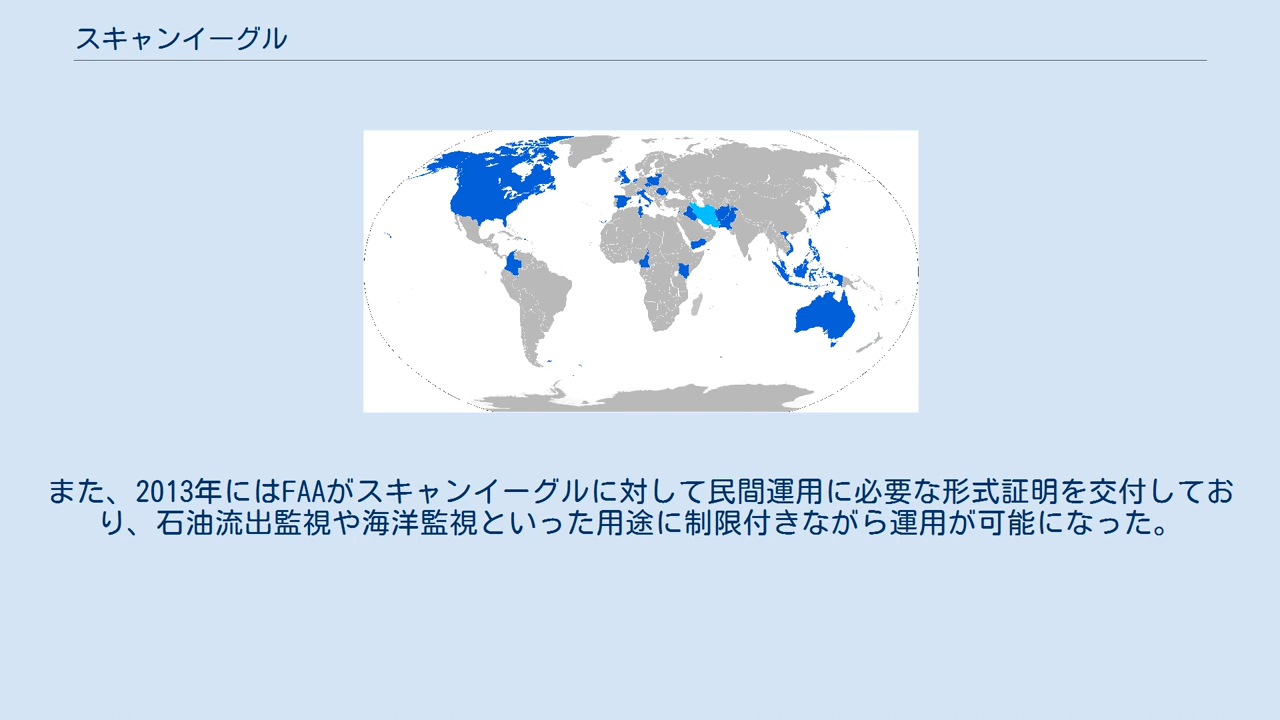 スキャンイーグル
また、2013年にはFAAがスキャンイーグルに対して民間運用に必要な形式証明を交付してお
り、石油流出監視や海洋監視といった用途に制限付きながら運用が可能になった。